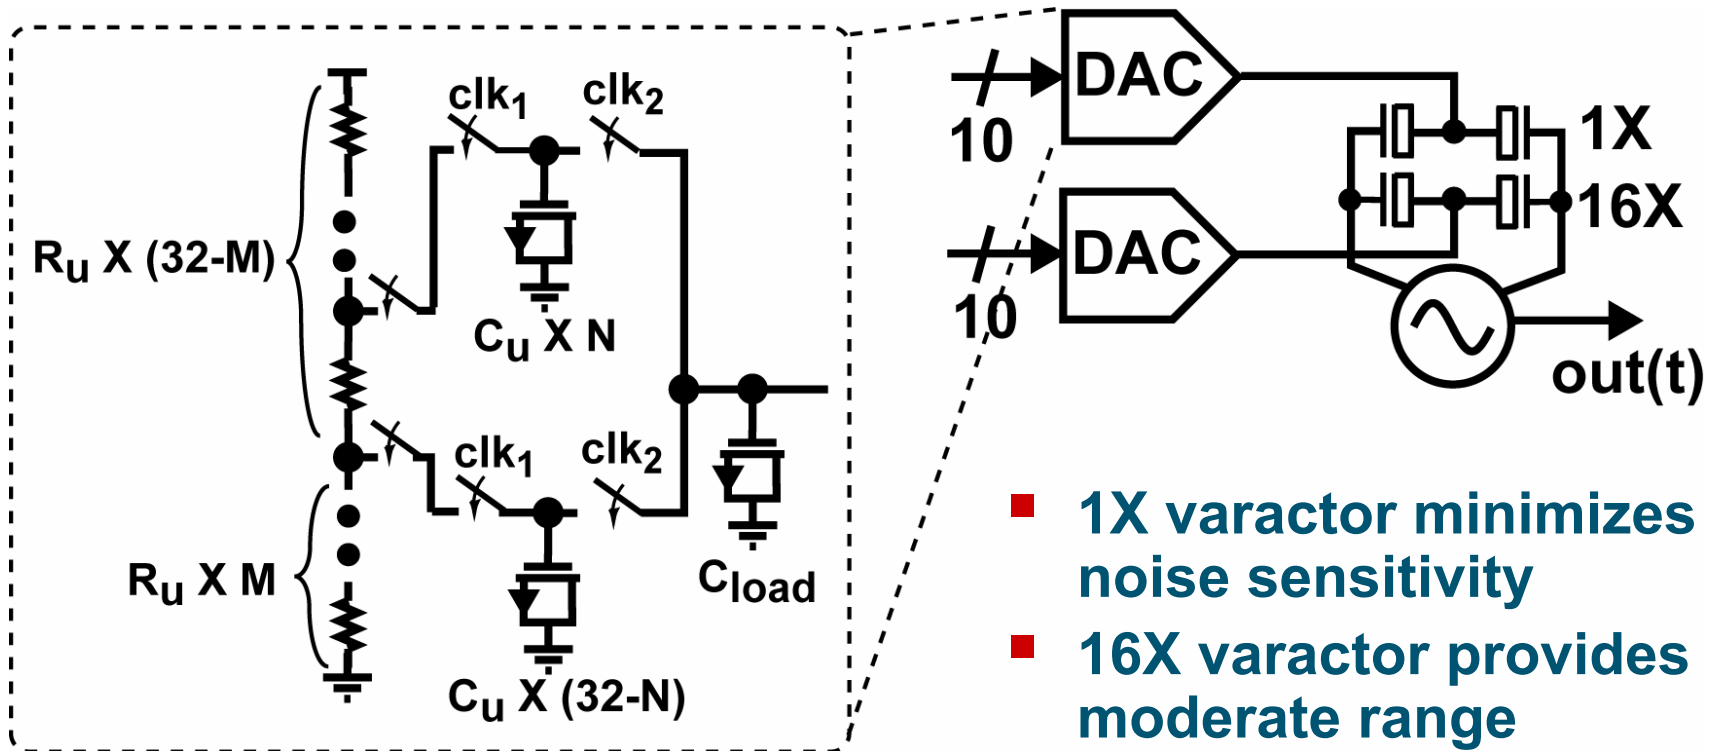 clk1
clk2
Ru X (32-M)
Cu X N
clk1
clk2
Ru X M
Cload
Cu X (32-N)
DAC
10
1X
16X
DAC
10
out(t)
▪ 1X varactor minimizes
noise sensitivity
▪ 16X varactor provides
moderate range